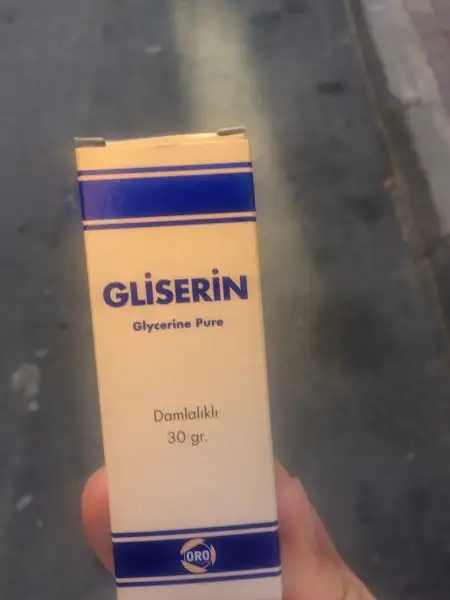 GLİSERİN
Glycerine Pure
Damlalıklı
30 gr.
ORO